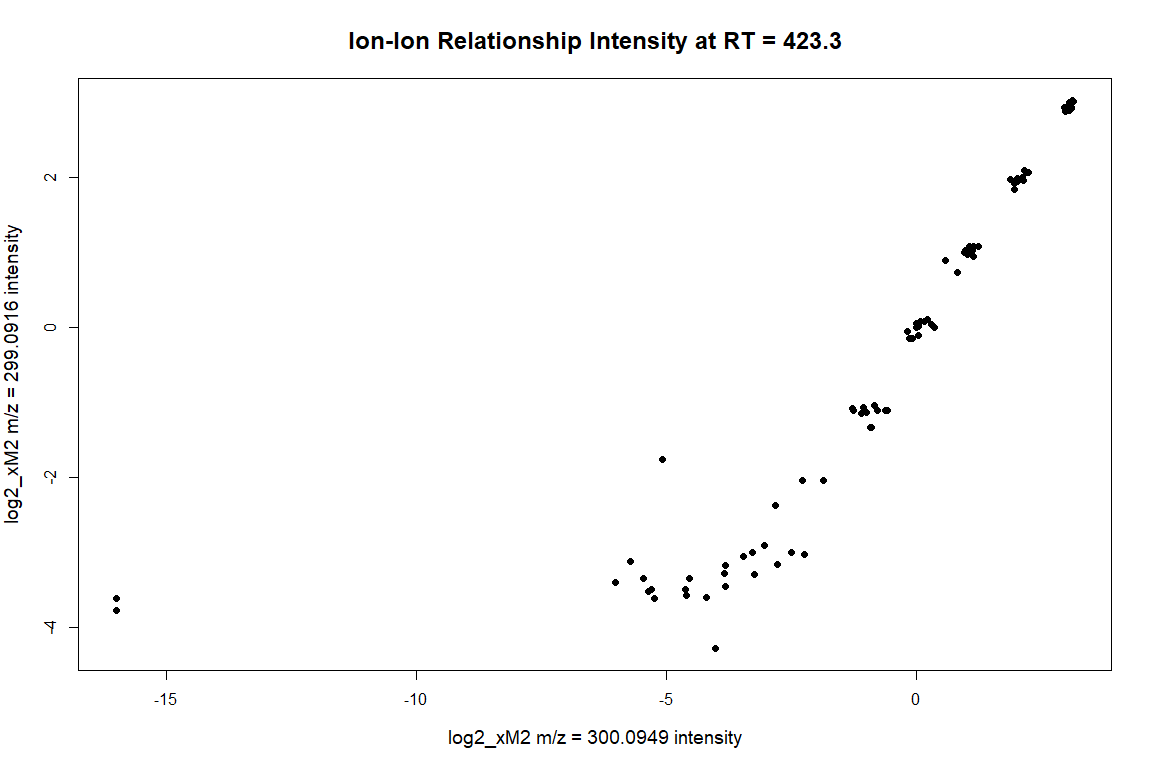 Ion-Ion Relationship Intensity at RT = 423.3
log2_xM2 m/z = 299.0916 intensity
2
0
-2
-4
-15 -10 -5 0
log2_xM2 m/z = 300.0949 intensity